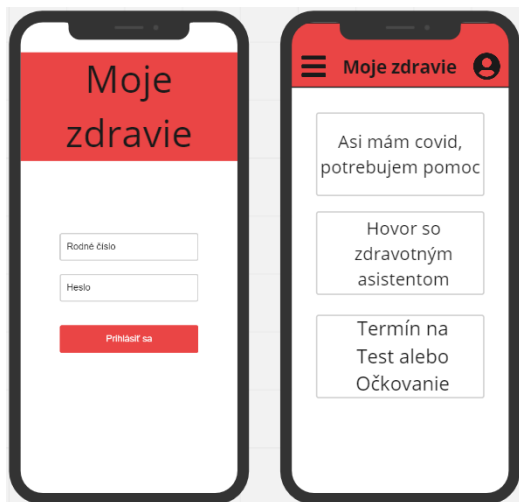 Moje
zdravie
Rodné číslo
Heslo
Prihlásiť sa
Moje zdravie
Asi mám covid,
potrebujem pomoc
Hovor so
zdravotným
asistentom
Termín na
Test alebo
Očkovanie